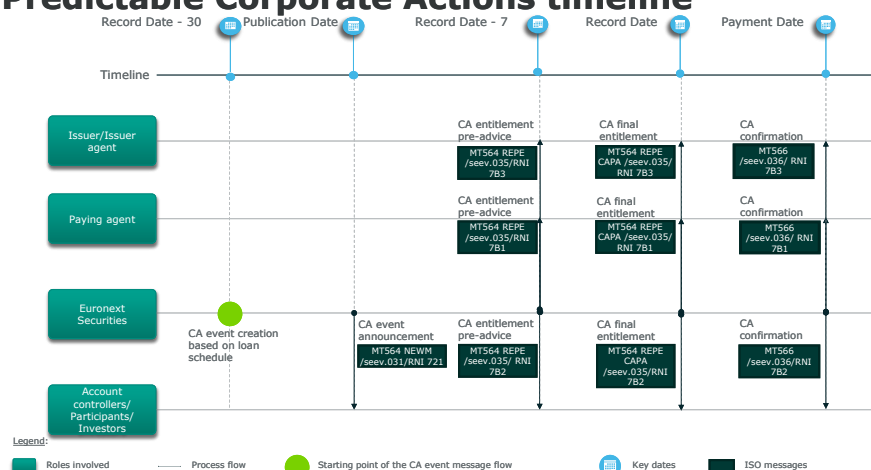 Predictable Corporate Actions timeline
Record Date - 30
Publication Date
Record Date - 7
Record Date
Payment Date
Timeline
Issuer/Issuer
agent
CA entitlement
pre-advice
MT564 REPE
/seev.035/RNI
7B3
CA final
entitlement
MT564 REPE
CAPA /seev.035/
RNI 7B3
CA
confirmation
MT566
/seev.036/ RNI
7B3
Paying agent
CA entitlement
pre-advice
MT564 REPE
/seev.035/RNI
7B1
CA final
entitlement
MT564 REPE
CAPA /seev.035/
RNI 7B1
CA
confirmation
MT566
/seev.036/ RNI
7B1
Euronext
Securities
CA event creation
based on loan
schedule
CA event
announcement
MT564 NEWM
/seev.031/RNI 721
CA entitlement
pre-advice
MT564 REPE
/seev.035/ RNI
7B2
CA final
entitlement
MT564 REPE
CAPA
/seev.035/RNI
7B2
CA
confirmation
MT566
/seev.036/RNI
7B2
Account
controllers/
Participants/
Investors
Legend:
Roles involved
Process flow
Starting point of the CA event message flow
Key dates
ISO messages